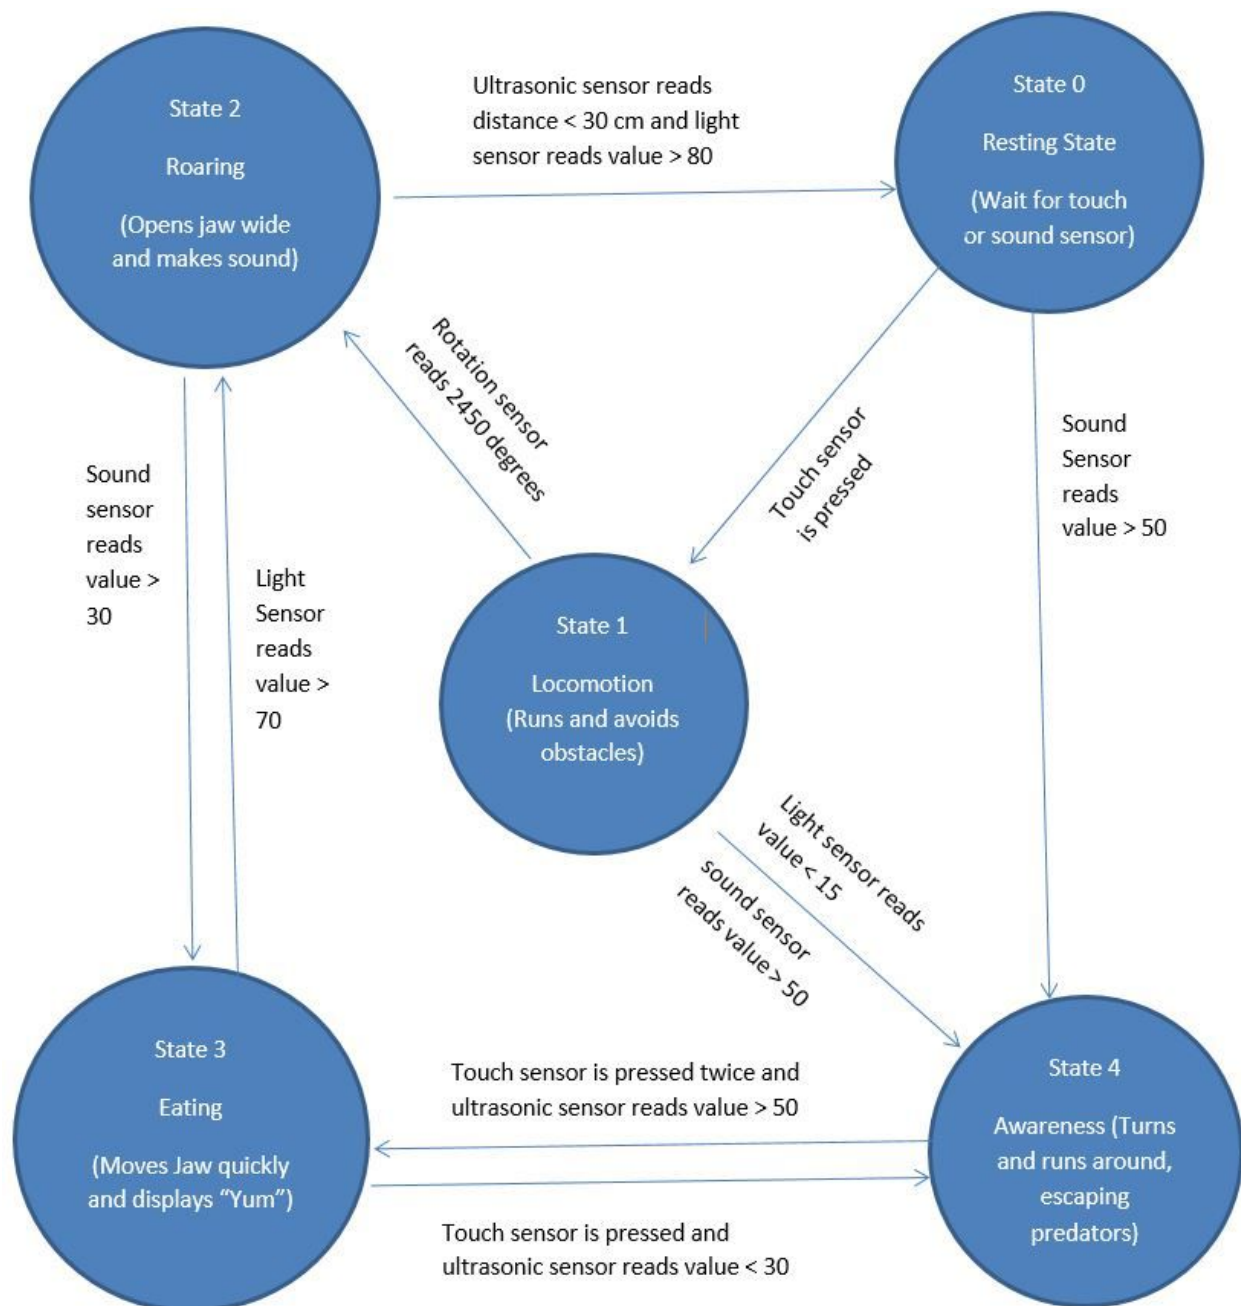 State 2
Roaring
(Opens jaw wide
and makes sound)
Ultrasonic sensor reads
distance < 30 cm and light
sensor reads value > 80
State 0
Resting State
(Wait for touch
or sound sensor)
Rotation sensor
reads 2450 degrees
Touch sensor
is pressed
Sound
Sensor
reads
value > 50
Sound
sensor
reads
value >
30
Light
Sensor
reads
value >
70
State 1
Locomotion
(Runs and avoids
obstacles)
Light sensor reads
value < 15
sound sensor
reads value > 50
State 3
Eating
(Moves Jaw quickly
and displays “Yum”)
Touch sensor is pressed twice and
ultrasonic sensor reads value > 50
Touch sensor is pressed and
ultrasonic sensor reads value < 30
State 4
Awareness (Turns
and runs around,
escaping
predators)